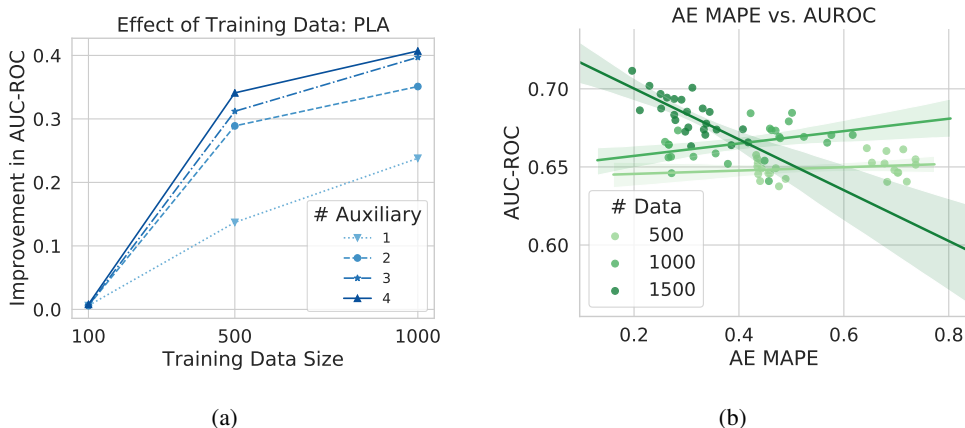 Effect of Training Data: PLA
Improvement in AUC-ROC
0.4
0.3
0.2
0.1
0.0
# Auxiliary
1
2
3
4
100
500
1000
Training Data Size
(a)
AE MAPE vs. AUROC
AUC-ROC
0.70
0.65
0.60
# Data
500
1000
1500
0.2
0.4
0.6
0.8
AE MAPE
(b)